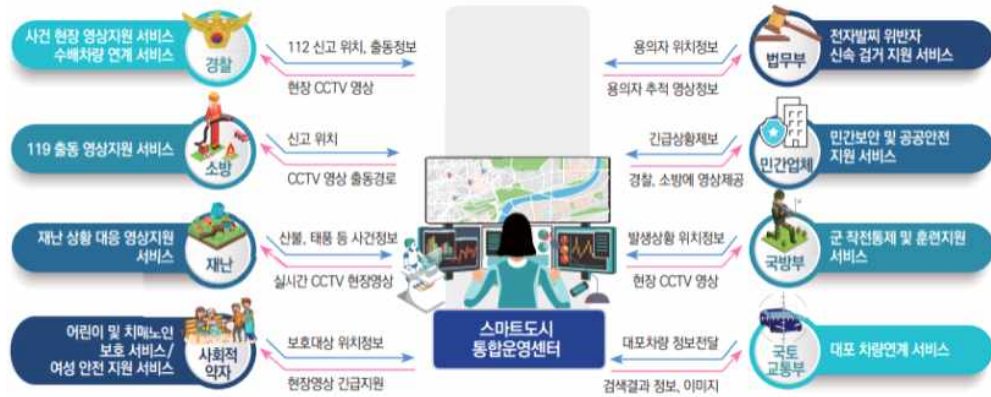 사건 현장 영상지원 서비스
수배차량 연계 서비스
경찰
112 신고 위치, 출동정보
현장 CCTV 영상
119 출동 영상지원 서비스
소방
신고 위치
CCTV 영상 출동경로
재난 상황 대응 영상지원
서비스
재난
산불, 태풍 등 사건정보
실시간 CCTV 현장영상
어린이 및 치매노인
보호 서비스/
여성 안전 지원 서비스
사회적
약자
보호대상 위치정보
현장영상 긴급지원
스마트도시
통합운영센터
용의자 위치정보
용의자 추적 영상정보
법무부
전자발찌 위반자
신속 검거 지원 서비스
긴급상황제보
경찰, 소방에 영상제공
민간업체
민간보안 및 공공안전
지원 서비스
발생상황 위치정보
현장 CCTV 영상
국방부
군 작전통제 및 훈련지원
서비스
대포차량 정보전달
검색결과 정보, 이미지
국토
교통부
대포 차량연계 서비스